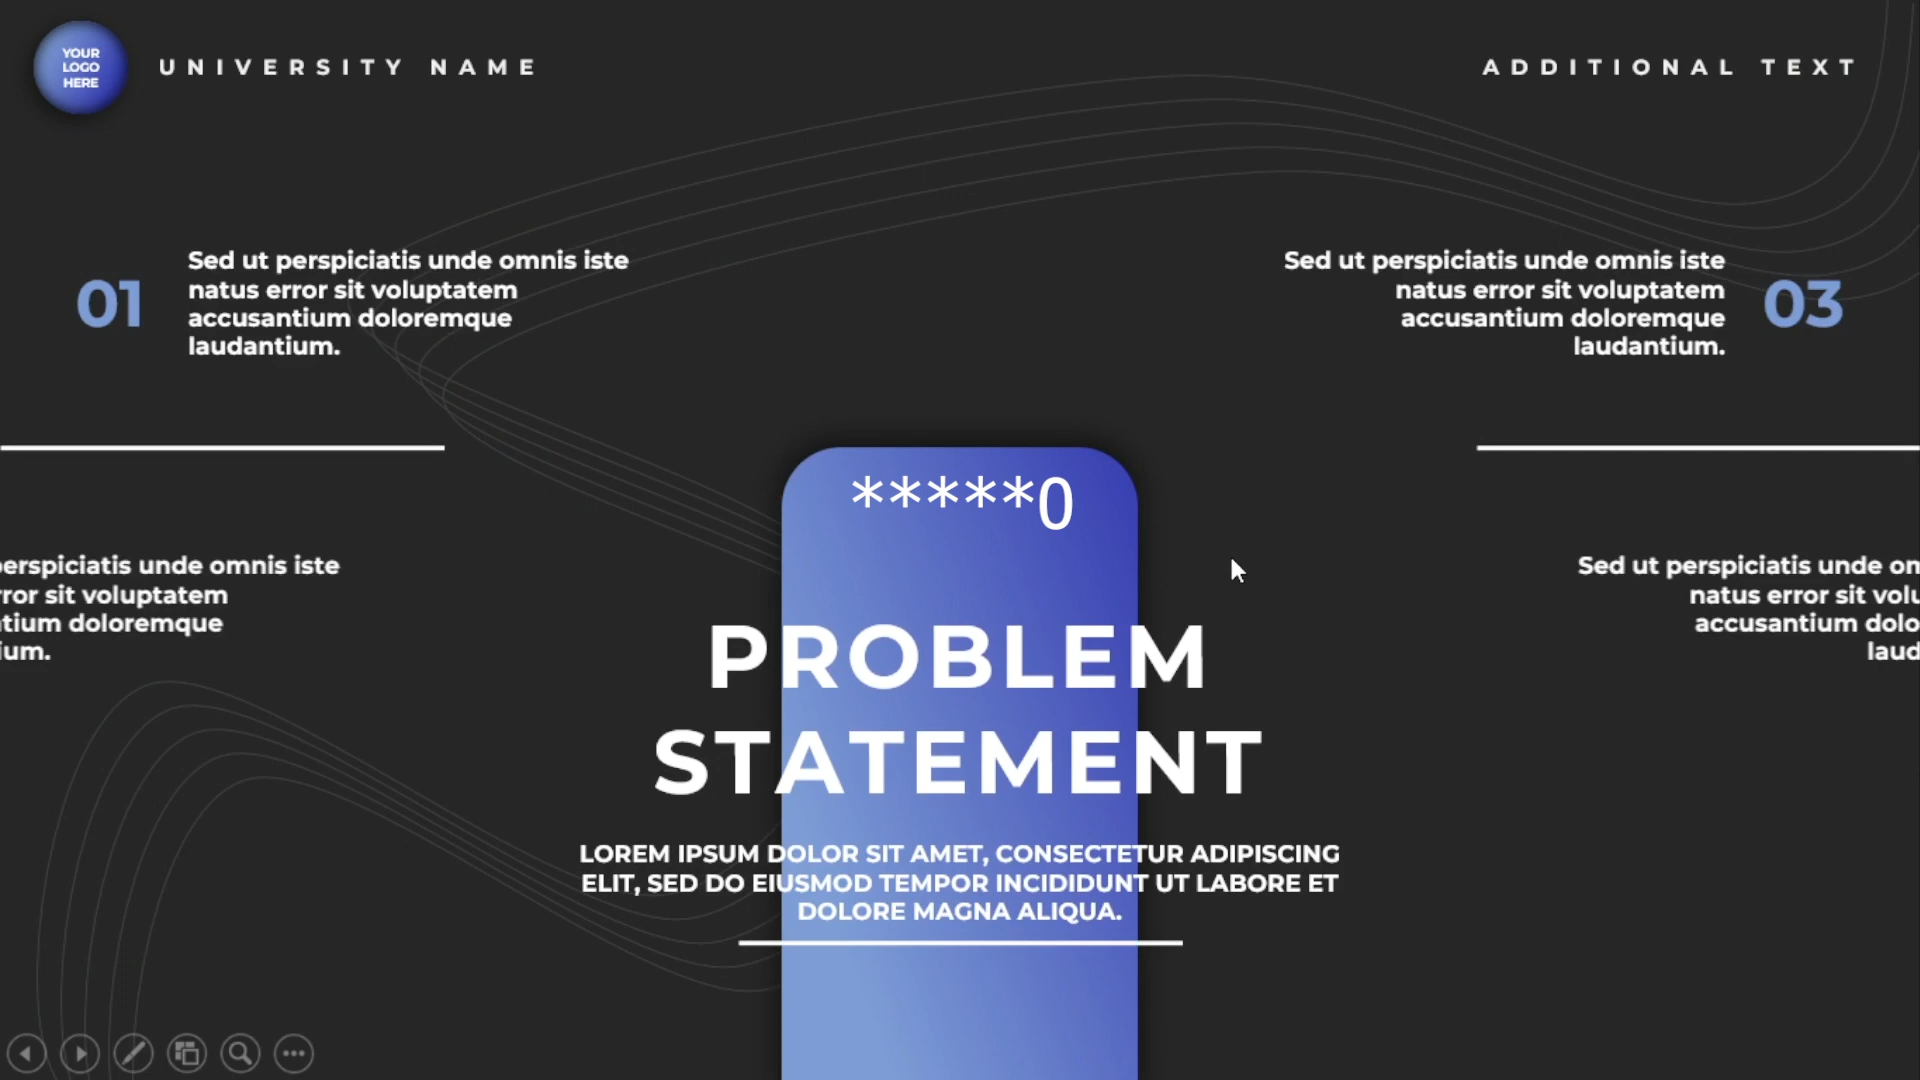 YOUR
LOGO
HERE
UNIVERSITY NAME
ADDITIONAL TEXT
01
Sed ut perspiciatis unde omnis iste
natus error sit voluptatem
accusantium doloremque
laudantium.
Sed ut perspiciatis unde omnis iste
natus error sit voluptatem
accusantium doloremque
laudantium.
03
*****0
erspiciatis unde omnis iste
ror sit voluptatem
tium doloremque
ium.
Sed ut perspiciatis unde om
natus error sit volu
accusantium dolo
laud
PROBLEM
STATEMENT
LOREM IPSUM DOLOR SIT AMET, CONSECTETUR ADIPISCING
ELIT, SED DO EIUSMOD TEMPOR INCIDIDUNT UT LABORE ET
DOLORE MAGNA ALIQUA.